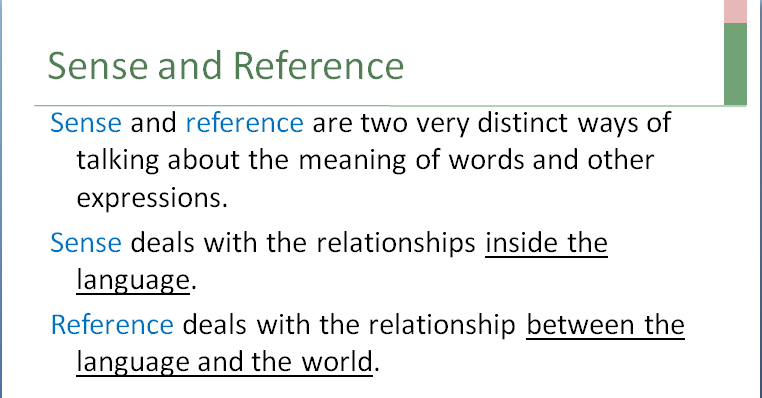 Sense and Reference
Sense and reference are two very distinct ways of
talking about the meaning of words and other
expressions.
Sense deals with the relationships inside the
language.
Reference deals with the relationship between the
language and the world.